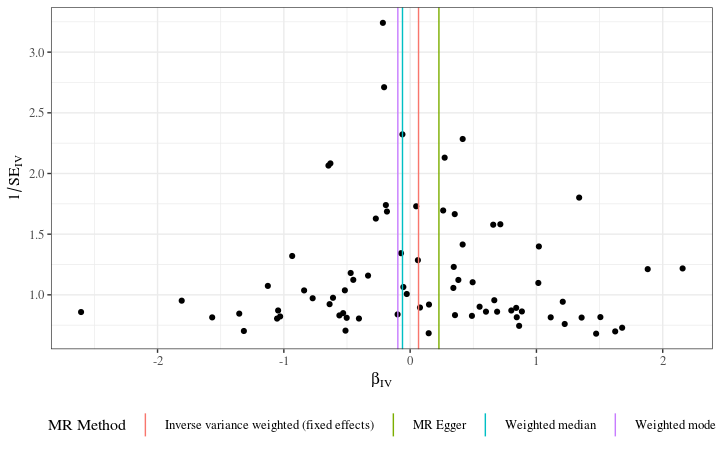 3.0
2.5
2.0
1.5
1.0
1/SE_IV
-2
-1
0
1
2
β_IV
MR Method
Inverse variance weighted (fixed effects)
MR Egger
Weighted median
Weighted mode